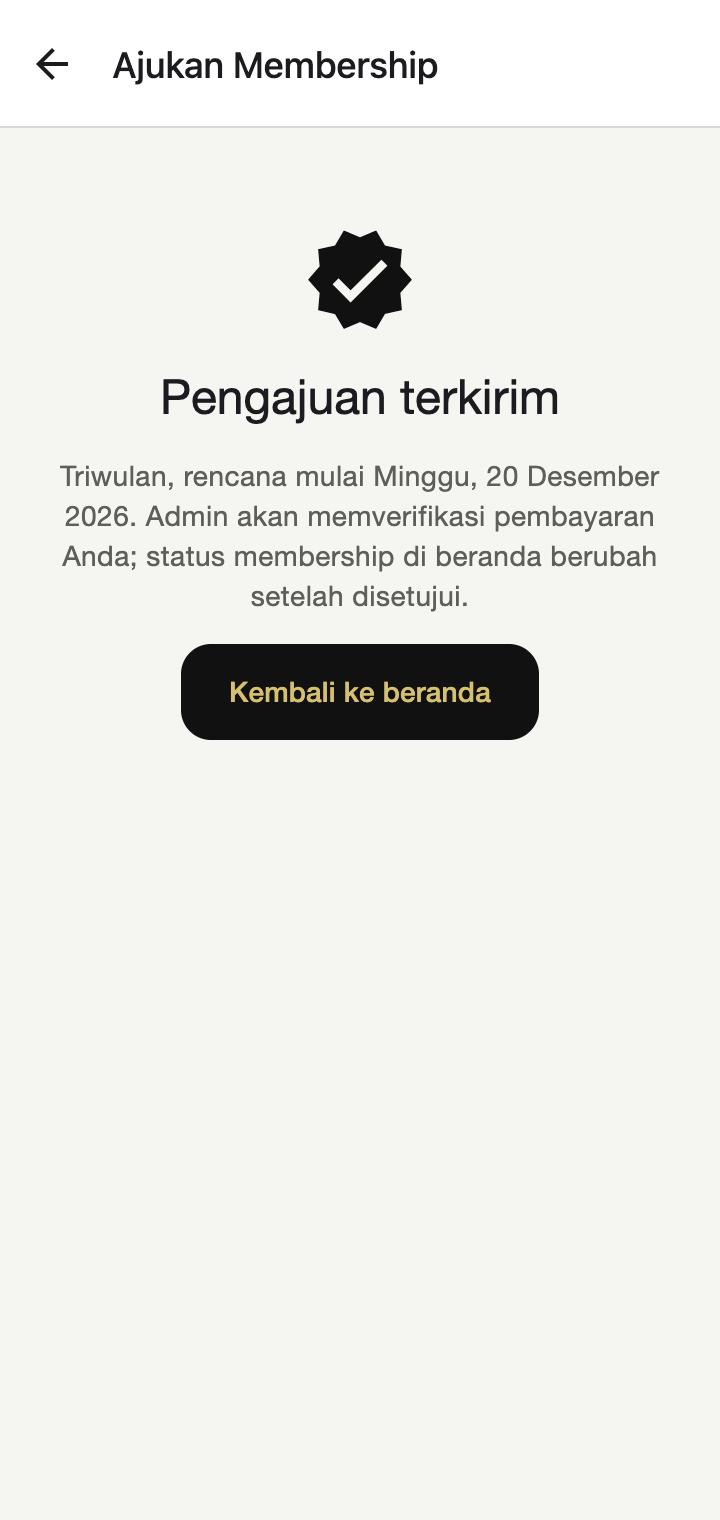 Ajukan Membership
Pengajuan terkirim
Triwulan, rencana mulai Minggu, 20 Desember
2026. Admin akan memverifikasi pembayaran
Anda; status membership di beranda berubah
setelah disetujui.
Kembali ke beranda